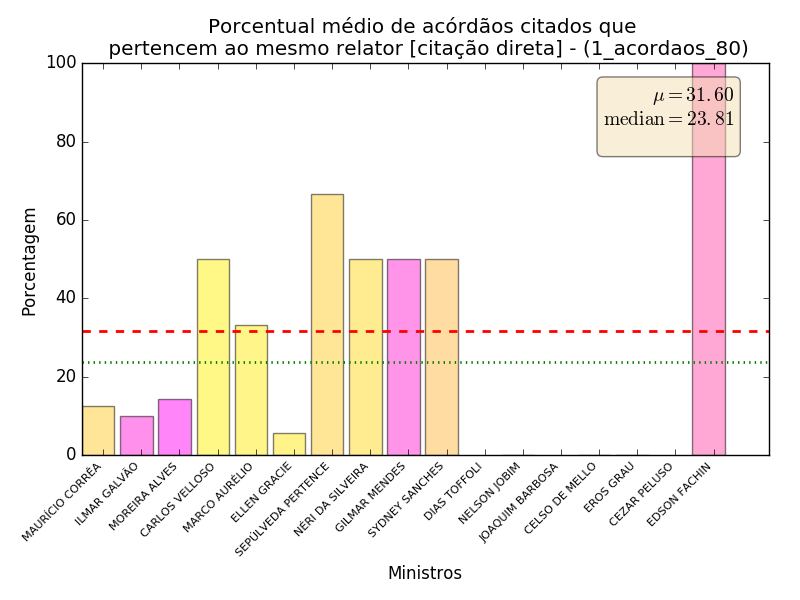 Porcentual médio de acórdãos citados que
pertencem ao mesmo relator [citação direta] - (1_acordaos_80)
μ = 31.60
median = 23.81
Porcentagem
100
80
60
40
20
0
MAURÍCIO CORRÊA
ILMAR GALVÃO
MOREIRA ALVES
CARLOS VELLOSO
MARCO AURÉLIO
ELLEN GRACIE
SEPÚLVEDA PERTENCE
NÉRI DA SILVEIRA
GILMAR MENDES
SYDNEY SANCHES
DIAS TOFFOLI
NELSON JOBIM
JOAQUIM BARBOSA
CELSO DE MELLO
EROS GRAU
CEZAR PELUSO
EDSON FACHIN
Ministros